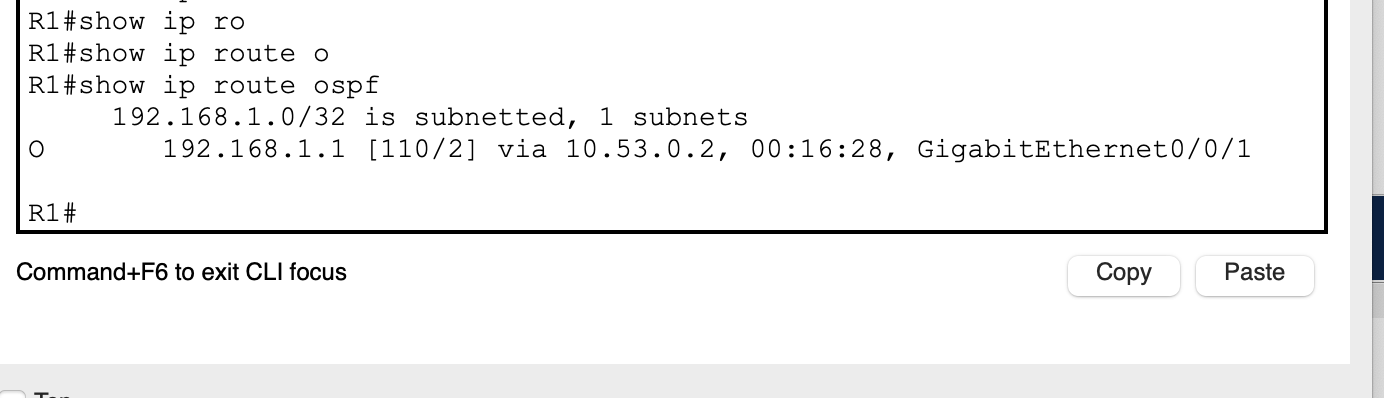 R1#show ip ro
R1#show ip route o
R1#show ip route ospf
192.168.1.0/32 is subnetted, 1 subnets
O 192.168.1.1 [110/2] via 10.53.0.2, 00:16:28, GigabitEthernet0/0/1
R1#
Command+F6 to exit CLI focus
Copy Paste